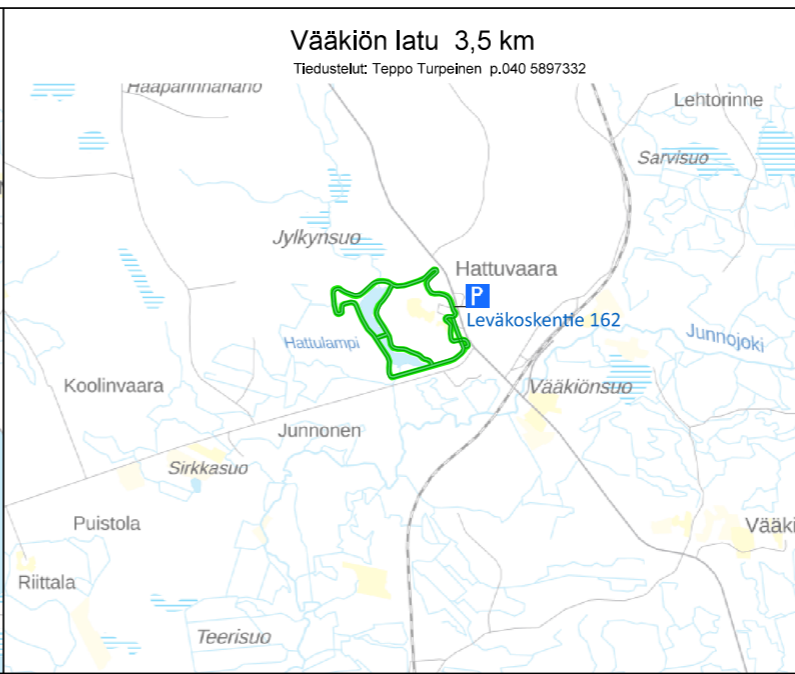 Vääkiön latu 3,5 km
Tiedustelut: Teppo Turpeinen p.040 5897332
Lehtorinne
Sarvisuo
Jylkynsuo
Hattuvaara
P
Leväkoskentie 162
Hattulampi
Junnojoki
Koolinvaara
Vääkiönsuo
Junnonen
Sirkkasuo
Puistola
Vääki
Riittala
Teerisuo